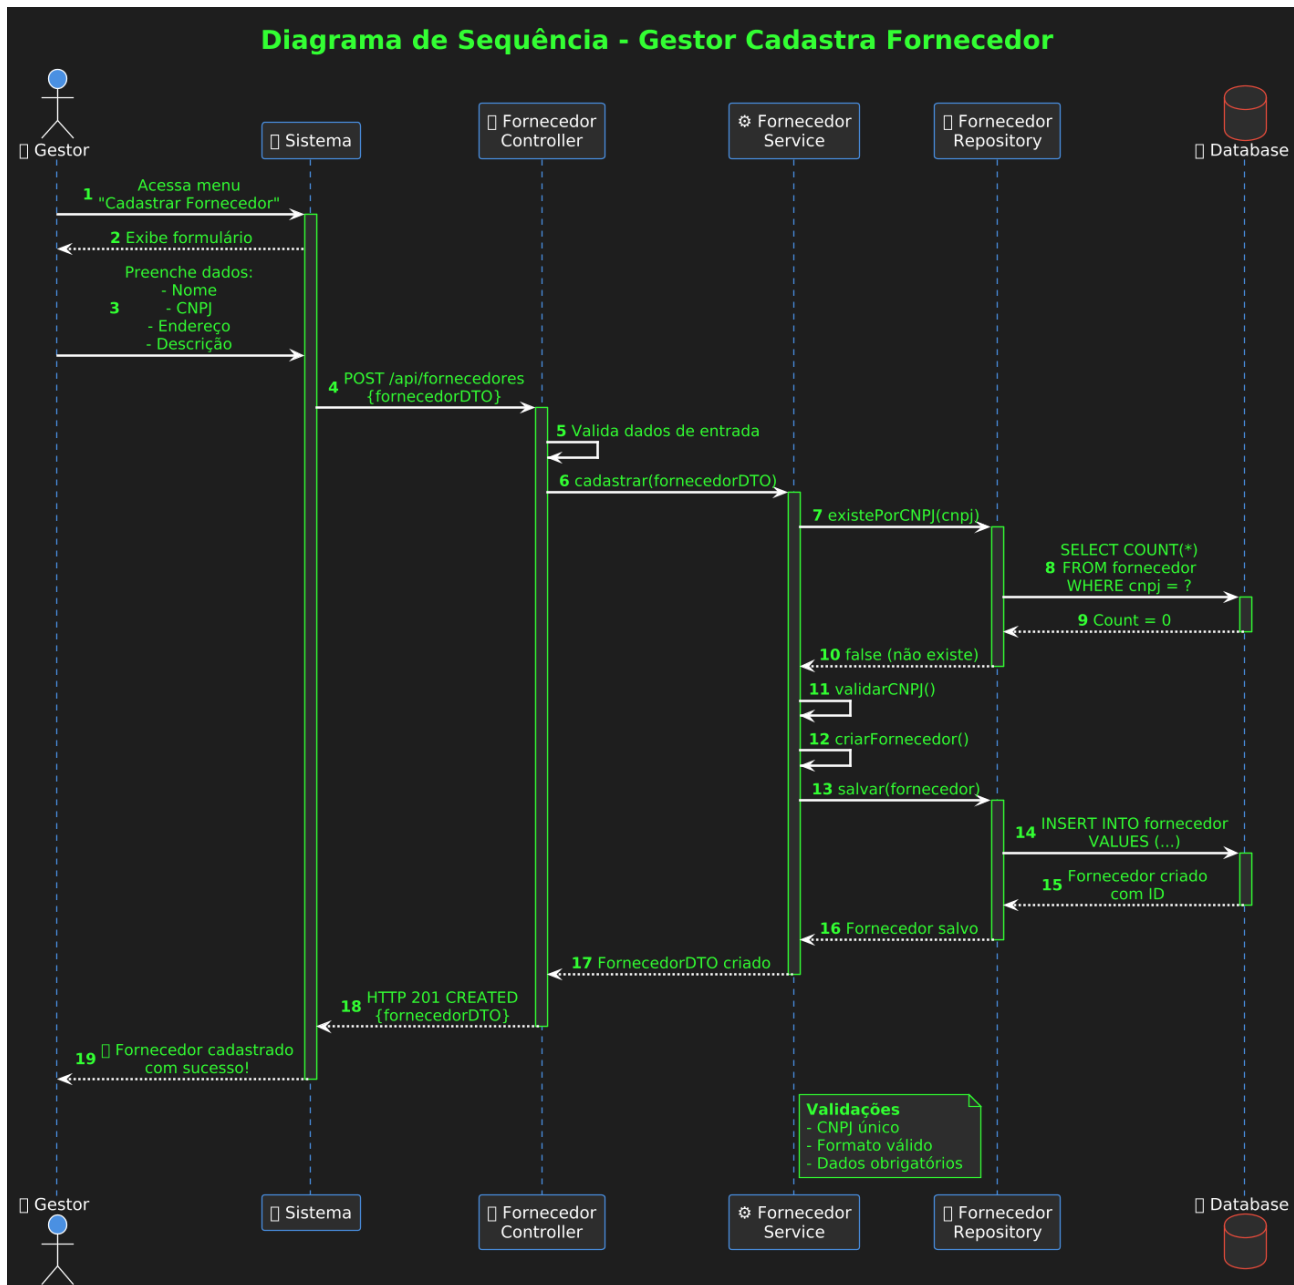 Diagrama de Sequência - Gestor Cadastra Fornecedor
Gestor
Sistema
Fornecedor
Controller
⚙ Fornecedor
Service
Fornecedor
Repository
Database
1 Acessa menu
"Cadastrar Fornecedor"
2 Exibe formulário
3 Preenche dados:
- Nome
- CNPJ
- Endereço
- Descrição
4 POST /api/fornecedores
{fornecedorDTO}
5 Valida dados de entrada
6 cadastrar(fornecedorDTO)
7 existePorCNPJ(cnpj)
8 SELECT COUNT(*)
FROM fornecedor
WHERE cnpj = ?
9 Count = 0
10 false (não existe)
11 validarCNPJ()
12 criarFornecedor()
13 salvar(fornecedor)
14 INSERT INTO fornecedor
VALUES (...)
15 Fornecedor criado
com ID
16 Fornecedor salvo
17 FornecedorDTO criado
18 HTTP 201 CREATED
{fornecedorDTO}
19 Fornecedor cadastrado
com sucesso!
Validações
- CNPJ único
- Formato válido
- Dados obrigatórios
Gestor
Sistema
Fornecedor
Controller
⚙ Fornecedor
Service
Fornecedor
Repository
Database